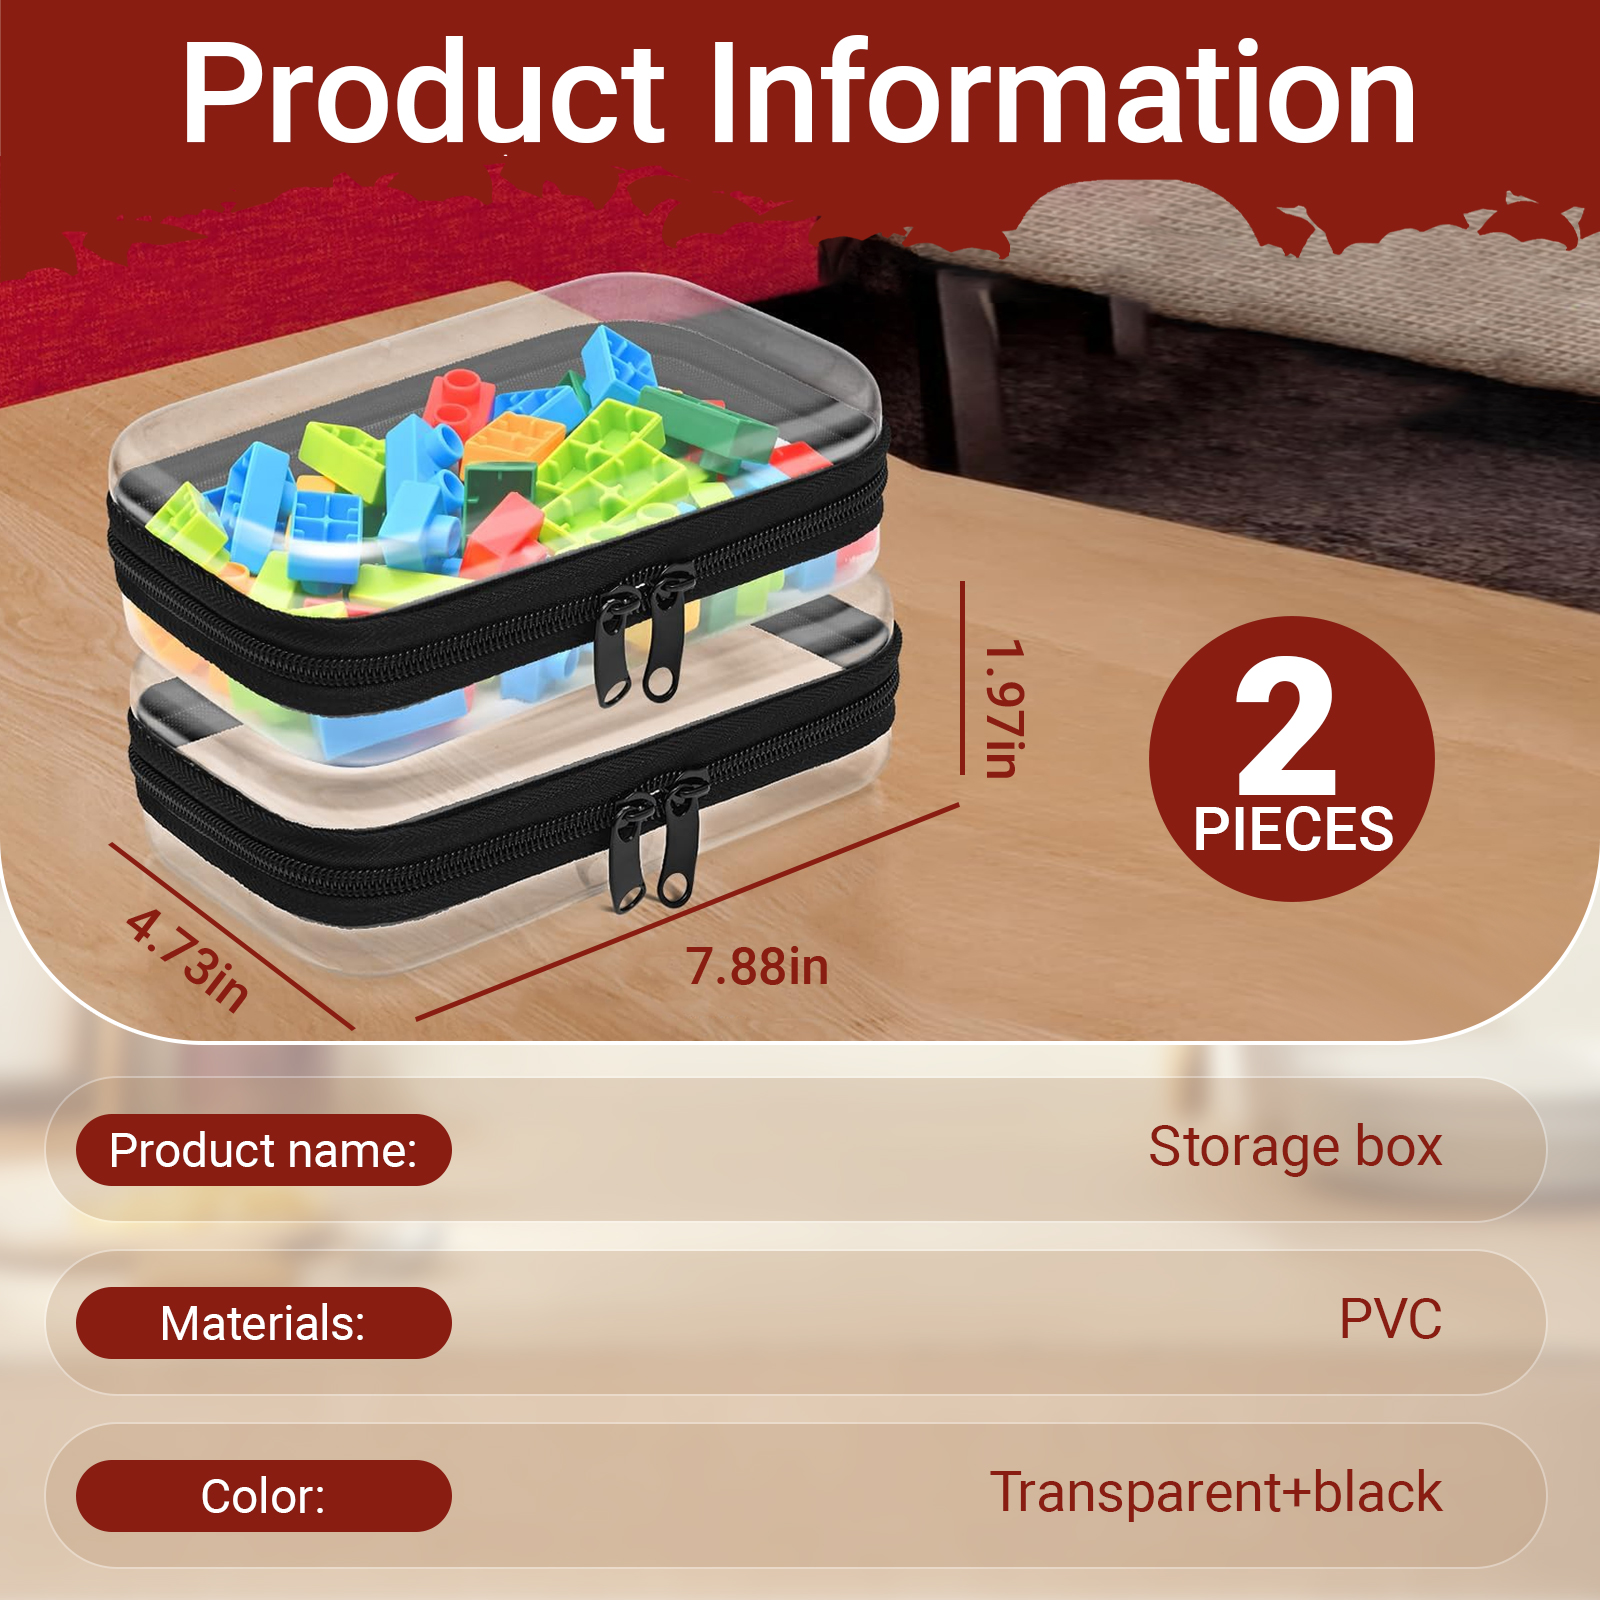 Product Information
1.97in
2
PIECES
4.73in
7.88in
Product name:
Storage box
Materials:
PVC
Color:
Transparent+black